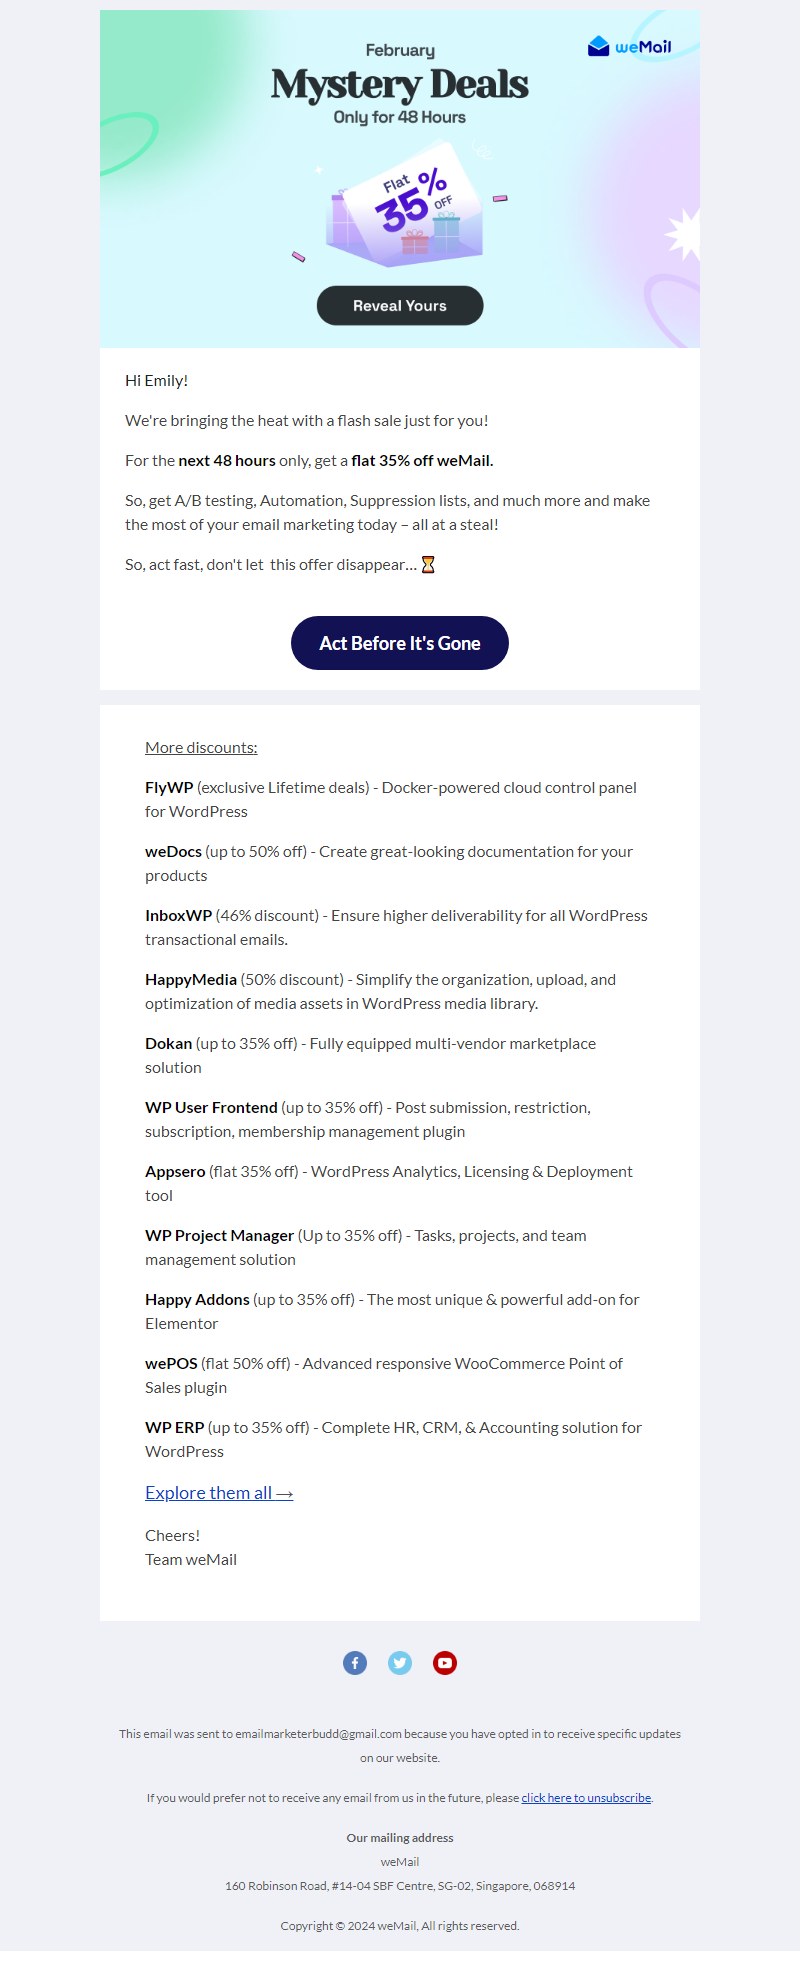 February
weMail
Mystery Deals
Only for 48 Hours
Flat
35%
OFF
Reveal Yours
Hi Emily!
We're bringing the heat with a flash sale just for you!
For the next 48 hours only, get a flat 35% off weMail.
So, get A/B testing, Automation, Suppression lists, and much more and make
the most of your email marketing today – all at a steal!
So, act fast, don't let  this offer disappear... ⏳
Act Before It's Gone
More discounts:
FlyWP (exclusive Lifetime deals) - Docker-powered cloud control panel
for WordPress
weDocs (up to 50% off) - Create great-looking documentation for your
products
InboxWP (46% discount) - Ensure higher deliverability for all WordPress
transactional emails.
HappyMedia (50% discount) - Simplify the organization, upload, and
optimization of media assets in WordPress media library.
Dokan (up to 35% off) - Fully equipped multi-vendor marketplace
solution
WP User Frontend (up to 35% off) - Post submission, restriction,
subscription, membership management plugin
Appsero (flat 35% off) - WordPress Analytics, Licensing & Deployment
tool
WP Project Manager (Up to 35% off) - Tasks, projects, and team
management solution
Happy Addons (up to 35% off) - The most unique & powerful add-on for
Elementor
wePOS (flat 50% off) - Advanced responsive WooCommerce Point of
Sales plugin
WP ERP (up to 35% off) - Complete HR, CRM, & Accounting solution for
WordPress
Explore them all →
Cheers!
Team weMail
This email was sent to emailmarketerbudd@gmail.com because you have opted in to receive specific updates
on our website.
If you would prefer not to receive any email from us in the future, please click here to unsubscribe.
Our mailing address
weMail
160 Robinson Road, #14-04 SBF Centre, SG-02, Singapore, 068914
Copyright © 2024 weMail, All rights reserved.